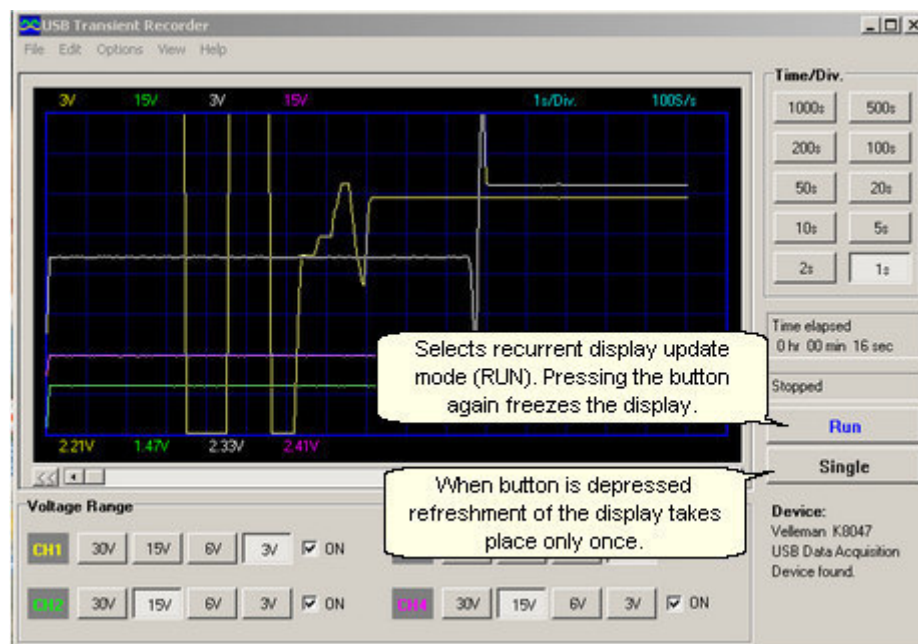 USB Transient Recorder
File Edit Options View Help
3V 15V 3V 15V 1s/Div. 100S/s
2.21V 1.47V 2.33V 2.41V
<<
Time/Div.
1000s 500s
200s 100s
50s 20s
10s 5s
2s 1s
Time elapsed
0 hr 00 min 16 sec
Stopped
Run
Single
Selects recurrent display update
mode (RUN). Pressing the button
again freezes the display.
When button is depressed
refreshment of the display takes
place only once.
Device:
Velleman K8047
USB Data Acquisition
Device found.
Voltage Range
CH1 30V 15V 6V 3V ON
CH2 30V 15V 6V 3V ON
CH4 30V 15V 6V 3V ON